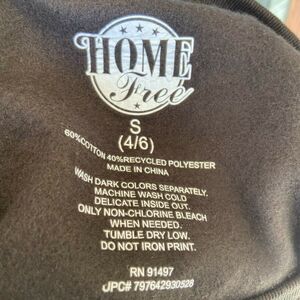 HOME
Free
S
(4/6)
60%COTTON 40%RECYCLED POLYESTER
MADE IN CHINA
WASH DARK COLORS SEPARATELY.
MACHINE WASH COLD
DELICATE INSIDE OUT.
ONLY NON-CHLORINE BLEACH
WHEN NEEDED.
TUMBLE DRY LOW.
DO NOT IRON PRINT.
RN 91497
UPC# 797642930528